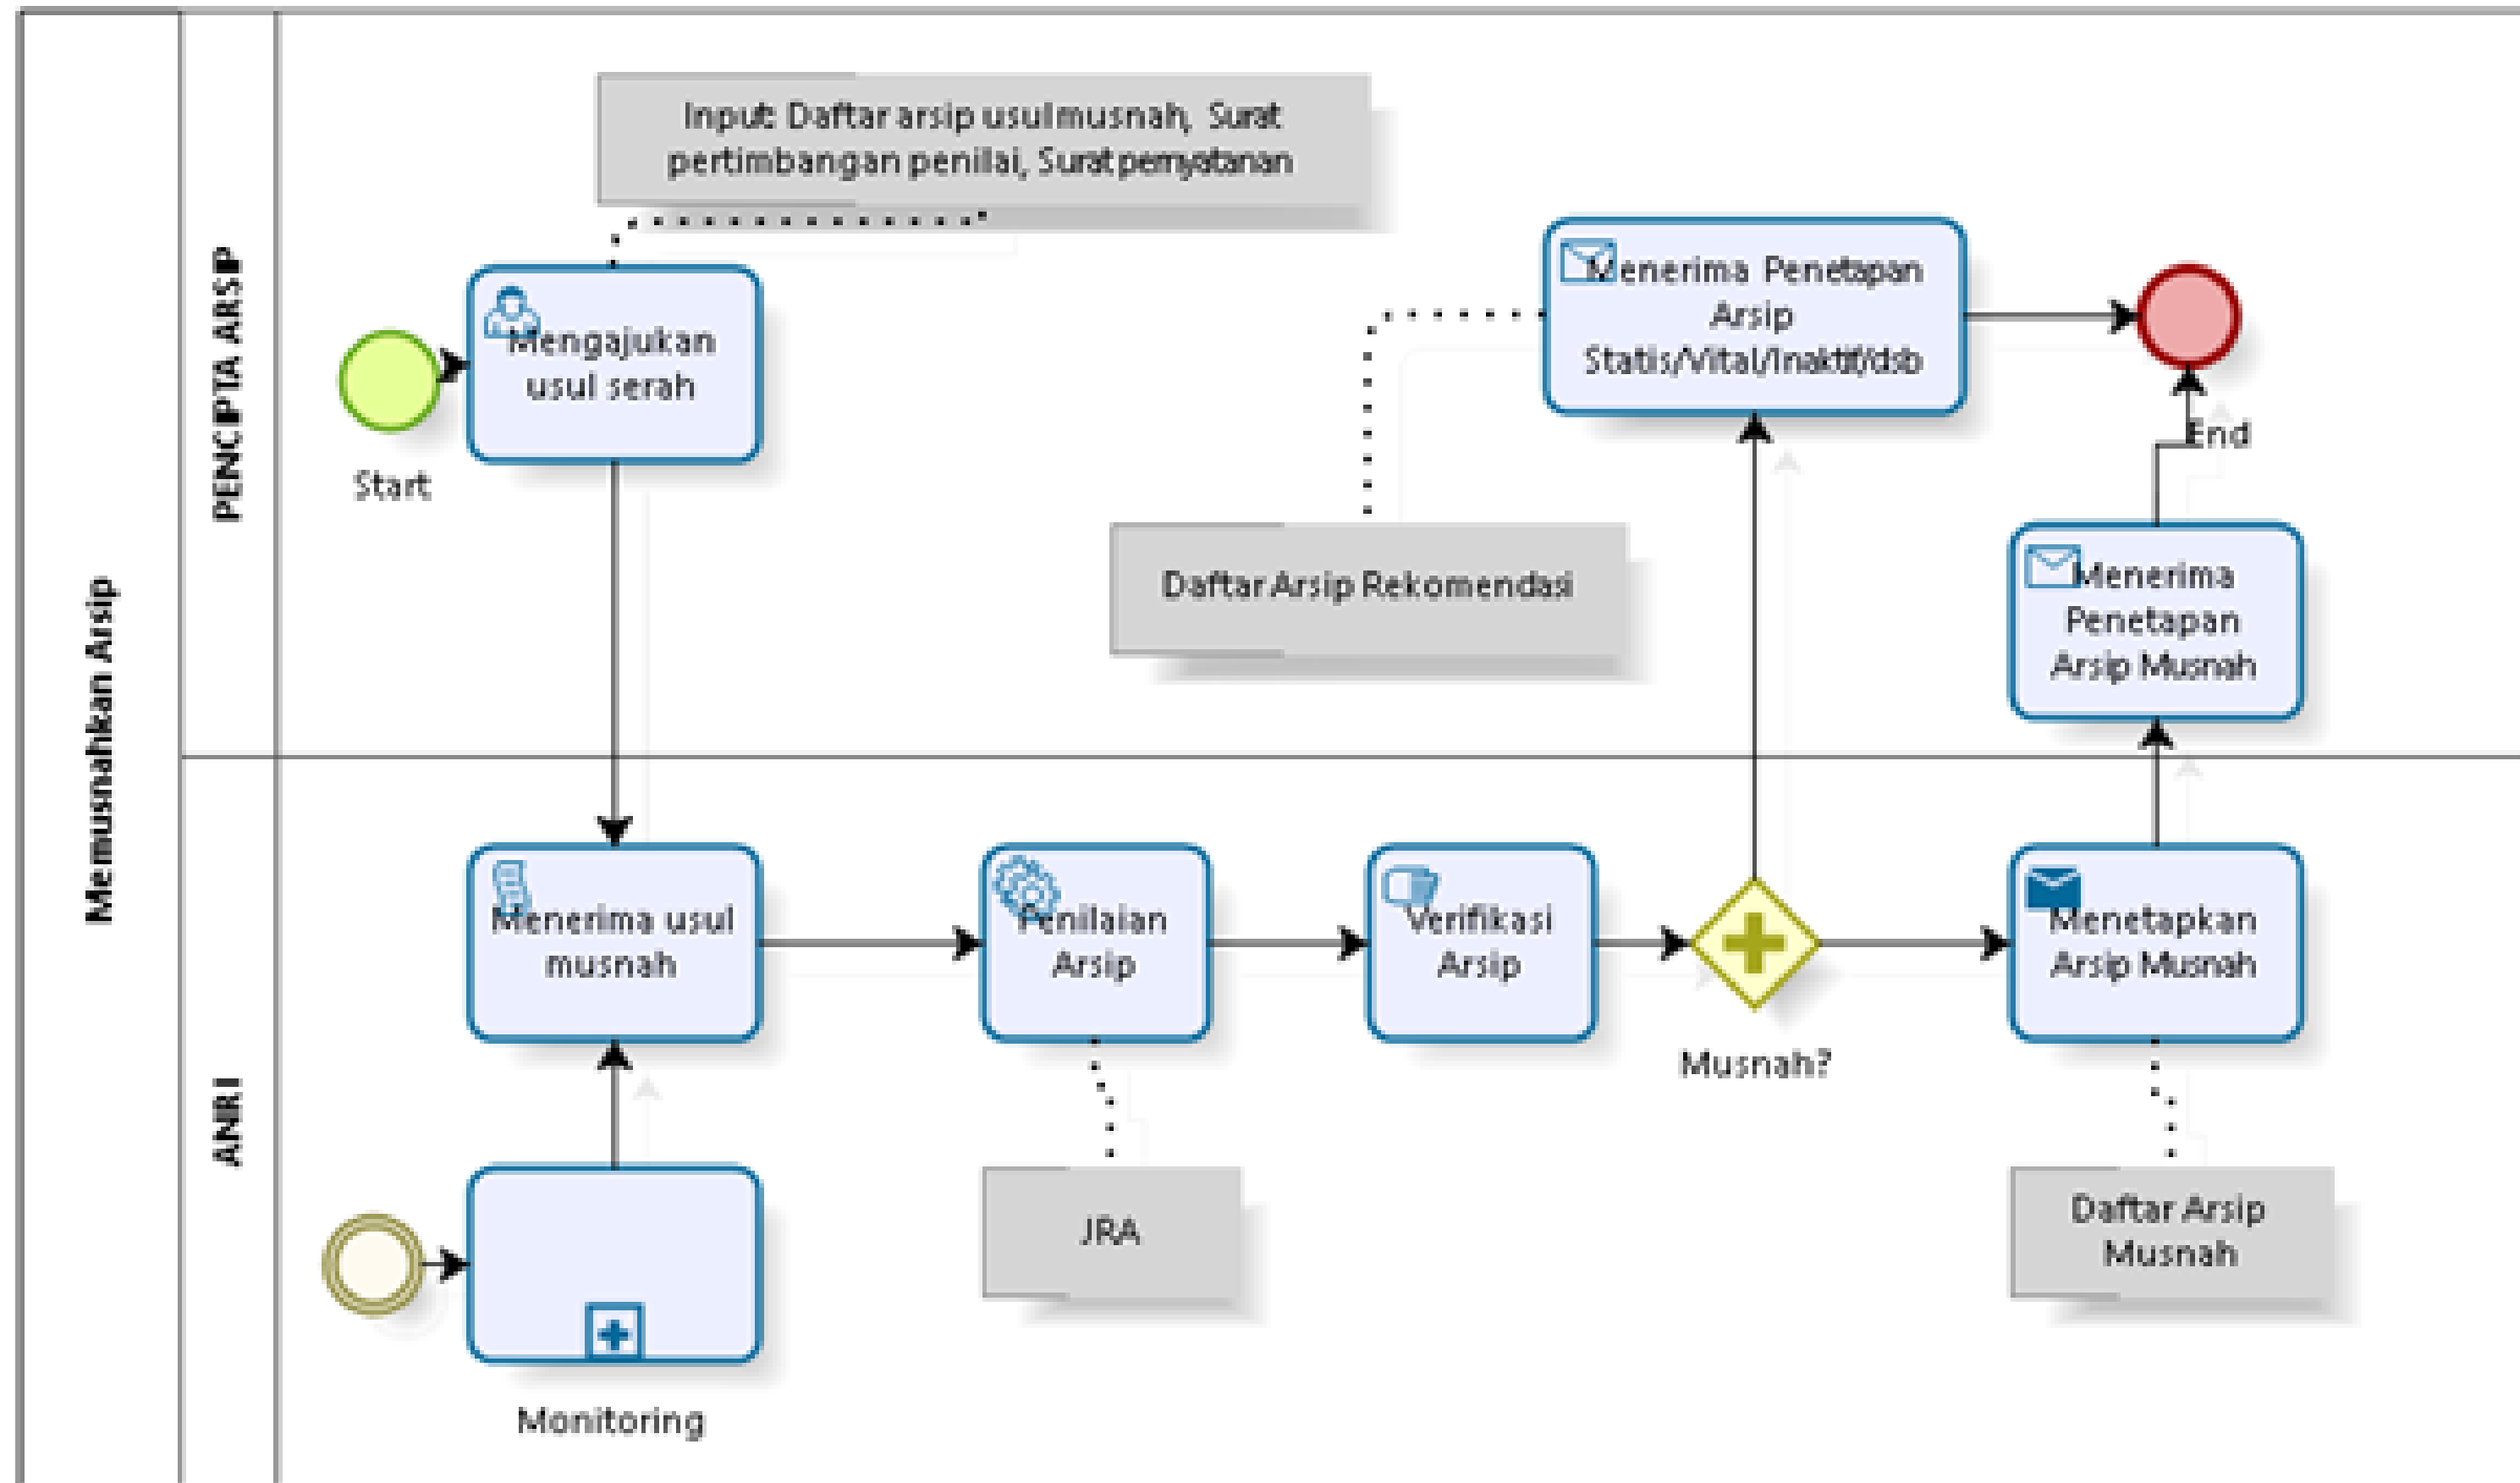 Memusnahkan Arsip
PENCIPTA ARSIP
Input: Daftar arsip usul musnah, Surat
pertimbangan penilai, Surat pernyatanan
Start
Mengajukan
usul serah
Menerima Penetapan
Arsip
Statis/Vital/Inaktif/dsb
End
Daftar Arsip Rekomendasi
Menerima
Penetapan
Arsip Musnah
ANRI
Menerima usul
musnah
Penilaian
Arsip
Verifikasi
Arsip
Musnah?
Menetapkan
Arsip Musnah
Monitoring
JRA
Daftar Arsip
Musnah